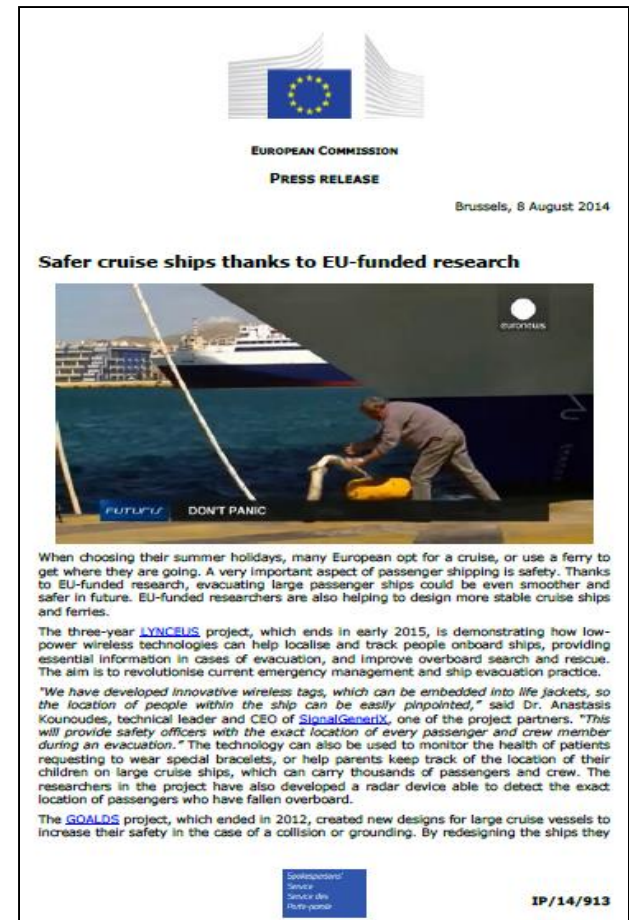 EUROPEAN COMMISSION
PRESS RELEASE
Brussels, 8 August 2014
Safer cruise ships thanks to EU-funded research
euronews
FUTURIS DON'T PANIC
When choosing their summer holidays, many European opt for a cruise, or use a ferry to
get where they are going. A very important aspect of passenger shipping is safety. Thanks
to EU-funded research, evacuating large passenger ships could be even smoother and
safer in future. EU-funded researchers are also helping to design more stable cruise ships
and ferries.
The three-year LYNCEUS project, which ends in early 2015, is demonstrating how low-
power wireless technologies can help localise and track people onboard ships, providing
essential information in cases of evacuation, and improve overboard search and rescue.
The aim is to revolutionise current emergency management and ship evacuation practice.
"We have developed innovative wireless tags, which can be embedded into life jackets, so
the location of people within the ship can be easily pinpointed," said Dr. Anastasis
Kounoudes, technical leader and CEO of SignalGeneriX, one of the project partners. "This
will provide safety officers with the exact location of every passenger and crew member
during an evacuation." The technology can also be used to monitor the health of patients
requesting to wear special bracelets, or help parents keep track of the location of their
children on large cruise ships, which can carry thousands of passengers and crew. The
researchers in the project have also developed a radar device able to detect the exact
location of passengers who have fallen overboard.
The GOALDS project, which ended in 2012, created new designs for large cruise vessels to
increase their safety in the case of a collision or grounding. By redesigning the ships they
Spokespersons'
Service
Service des
Porte-parole
IP/14/913